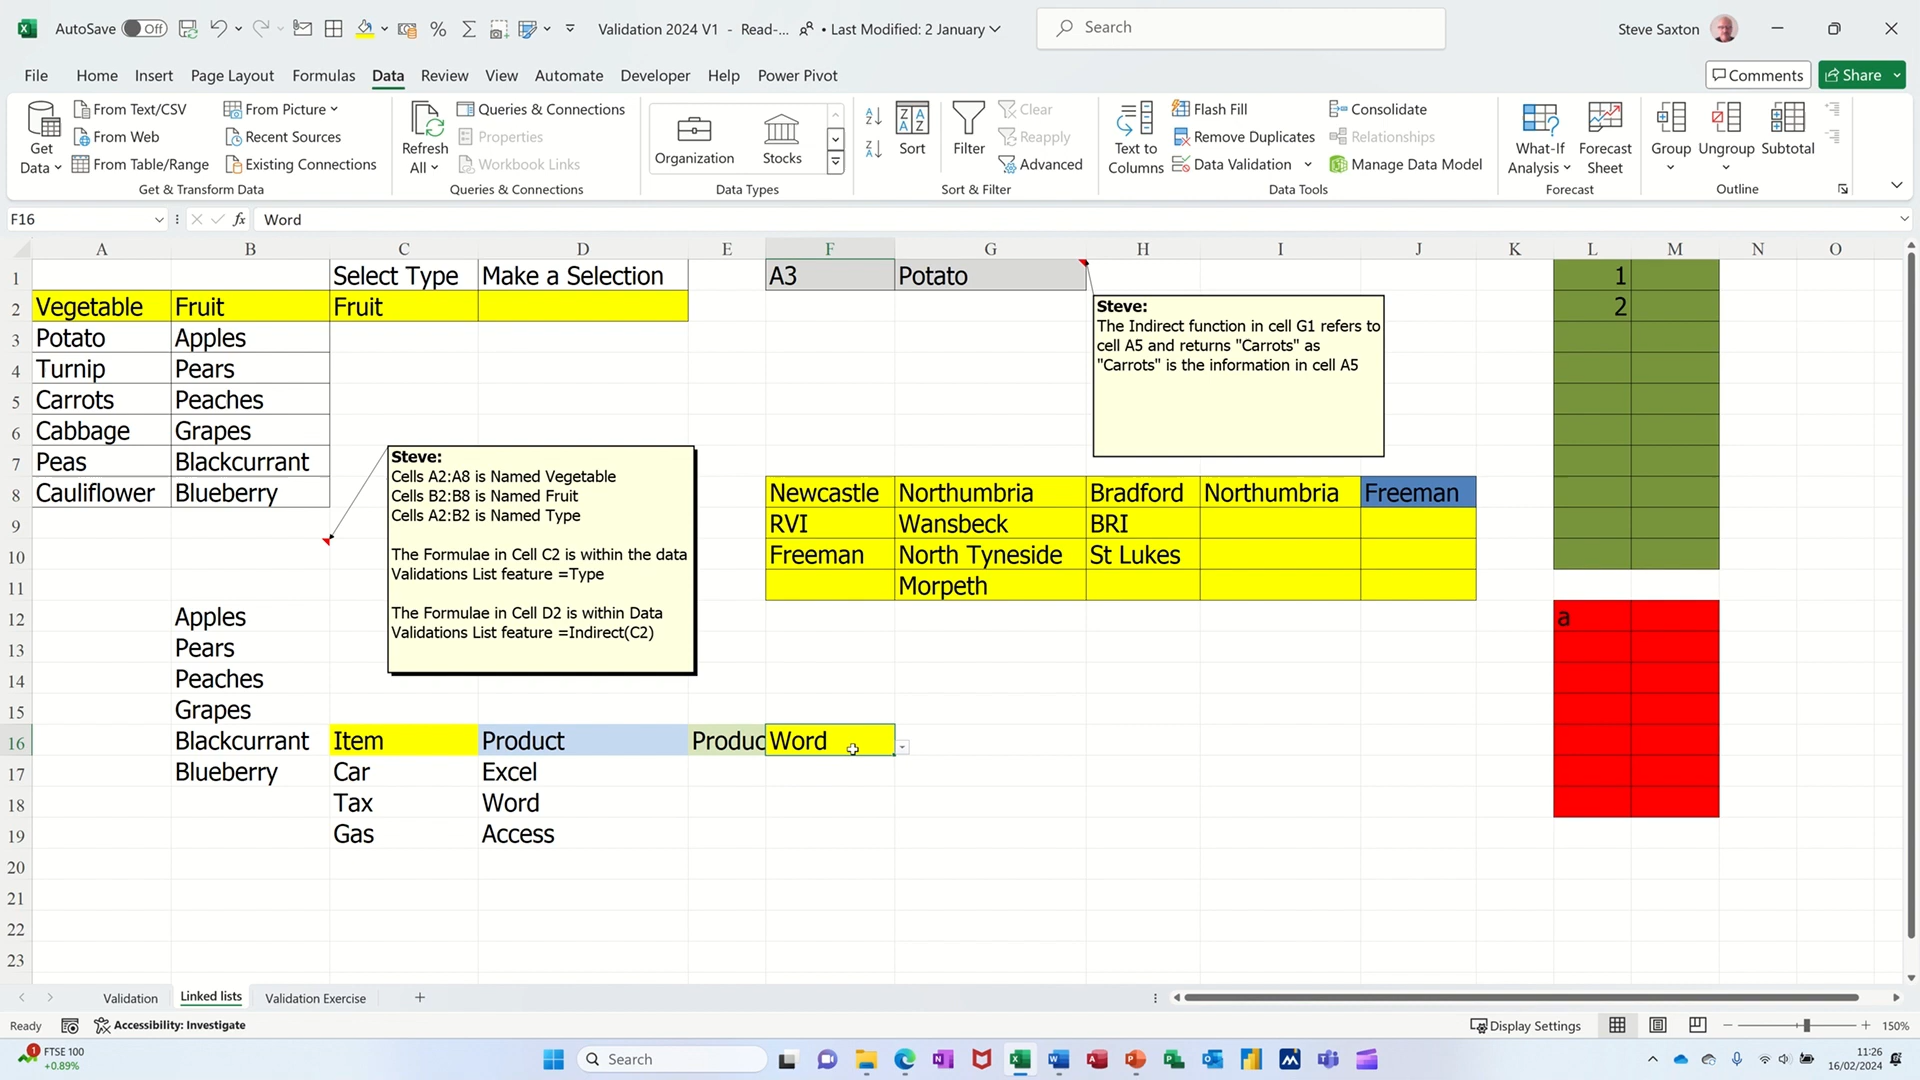 AutoSave Off Validation 2024 V1 - Read-... • Last Modified: 2 January Search Steve Saxton
File Home Insert Page Layout Formulas Data Review View Automate Developer Help Power Pivot Comments Share
Get Data From Text/CSV From Web From Table/Range From Picture Recent Sources Existing Connections
Get & Transform Data
Refresh All Queries & Connections Properties Workbook Links
Queries & Connections
Organization Stocks
Data Types
Sort Filter Clear Reapply Advanced
Sort & Filter
Text to Columns Flash Fill Remove Duplicates Data Validation Consolidate Relationships Manage Data Model
Data Tools
What-If Analysis Forecast Sheet
Forecast
Group Ungroup Subtotal
Outline
F16 fx Word
A B C D E F G H I J K L M N O
1 Select Type Make a Selection A3 Potato 1
2 Vegetable Fruit Fruit 2
3 Potato Apples
4 Turnip Pears
5 Carrots Peaches
6 Cabbage Grapes
7 Peas Blackcurrant
8 Cauliflower Blueberry Newcastle Northumbria Bradford Northumbria Freeman
9 RVI Wansbeck BRI
10 Freeman North Tyneside St Lukes
11 Morpeth
12 Apples a
13 Pears
14 Peaches
15 Grapes
16 Blackcurrant Item Product Produc Word
17 Blueberry Car Excel
18 Tax Word
19 Gas Access
20
21
22
23
Steve:
The Indirect function in cell G1 refers to
cell A5 and returns "Carrots" as
"Carrots" is the information in cell A5
Steve:
Cells A2:A8 is Named Vegetable
Cells B2:B8 is Named Fruit
Cells A2:B2 is Named Type
The Formulae in Cell C2 is within the data
Validations List feature =Type
The Formulae in Cell D2 is within Data
Validations List feature =Indirect(C2)
Validation Linked lists Validation Exercise
Ready Accessibility: Investigate Display Settings 150%
1 FTSE 100
+0.89%
Search
11:26
16/02/2024